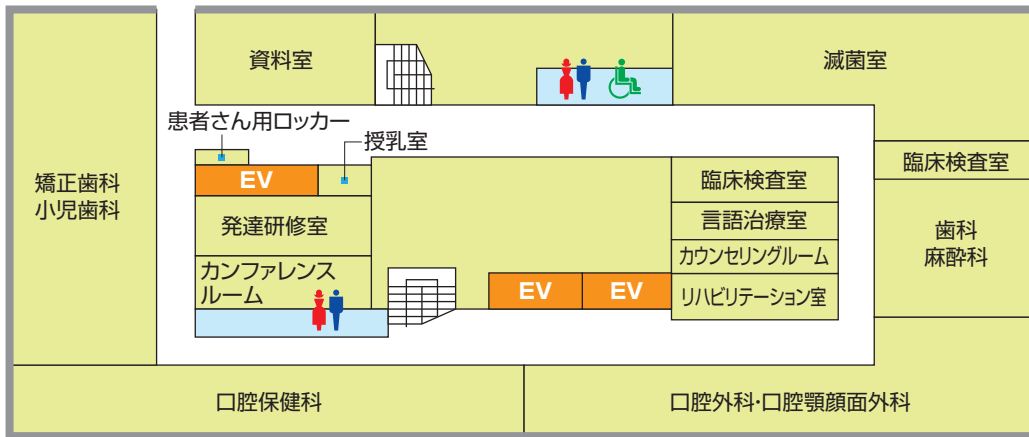 資料室
滅菌室
患者さん用ロッカー
授乳室
EV
臨床検査室
臨床検査室
矯正歯科
小児歯科
発達研修室
言語治療室
歯科
麻酔科
カウンセリングルーム
カンファレンス
ルーム
EV
EV
リハビリテーション室
口腔保健科
口腔外科・口腔顎顔面外科